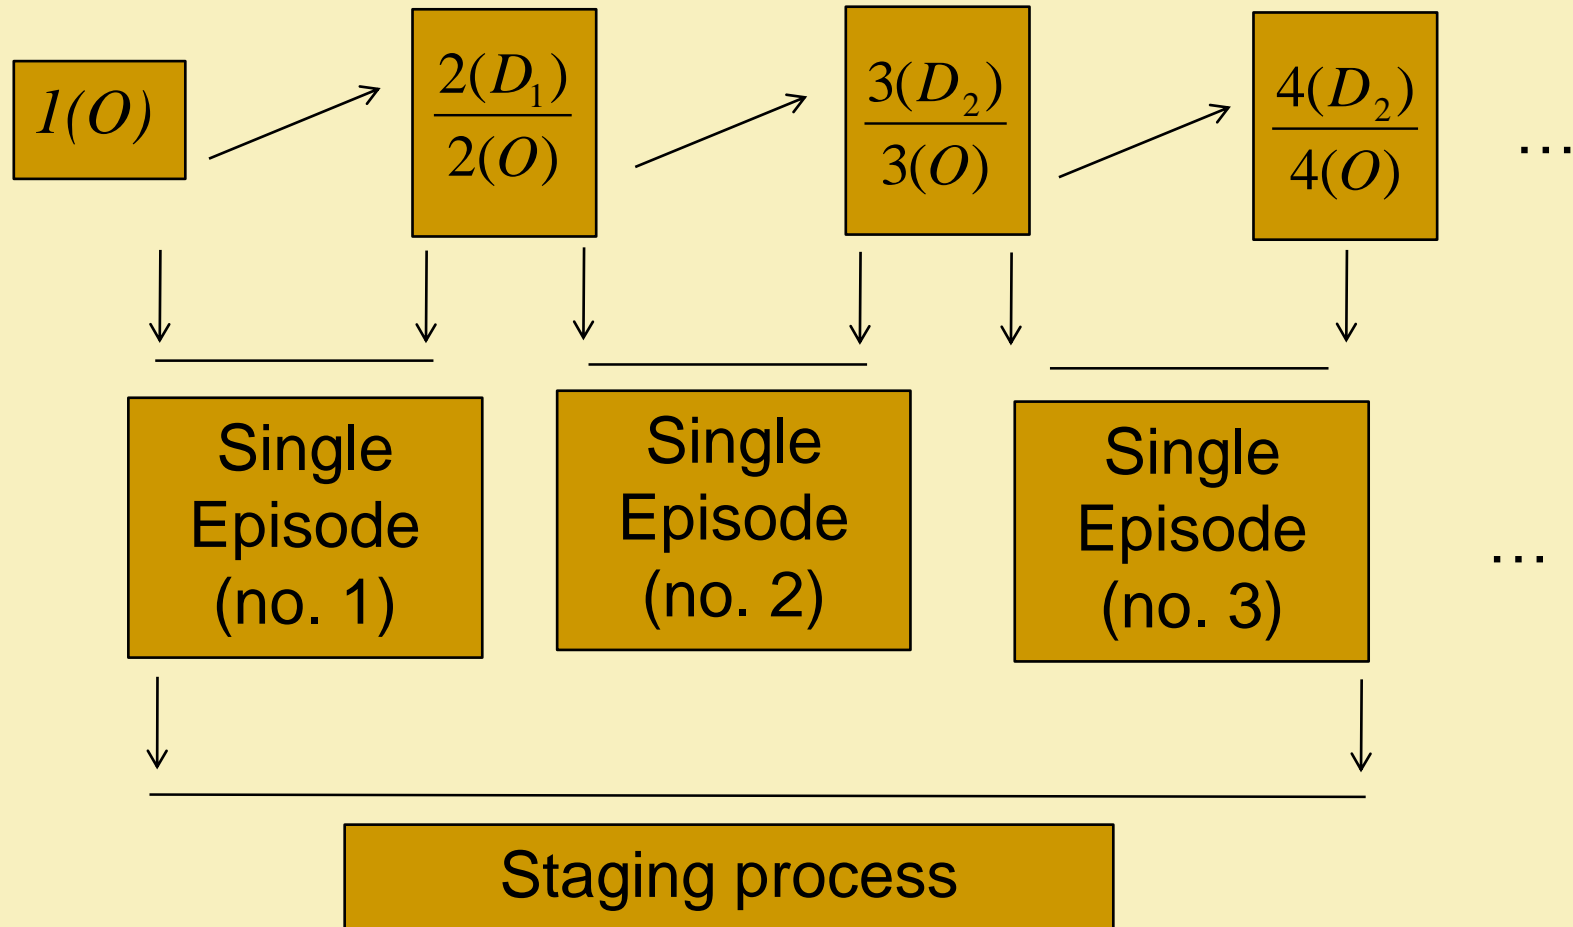 1(O)
2(D₁)
2(O)
3(D₂)
3(O)
4(D₂)
4(O)
...
Single
Episode
(no. 1)
Single
Episode
(no. 2)
Single
Episode
(no. 3)
...
Staging process